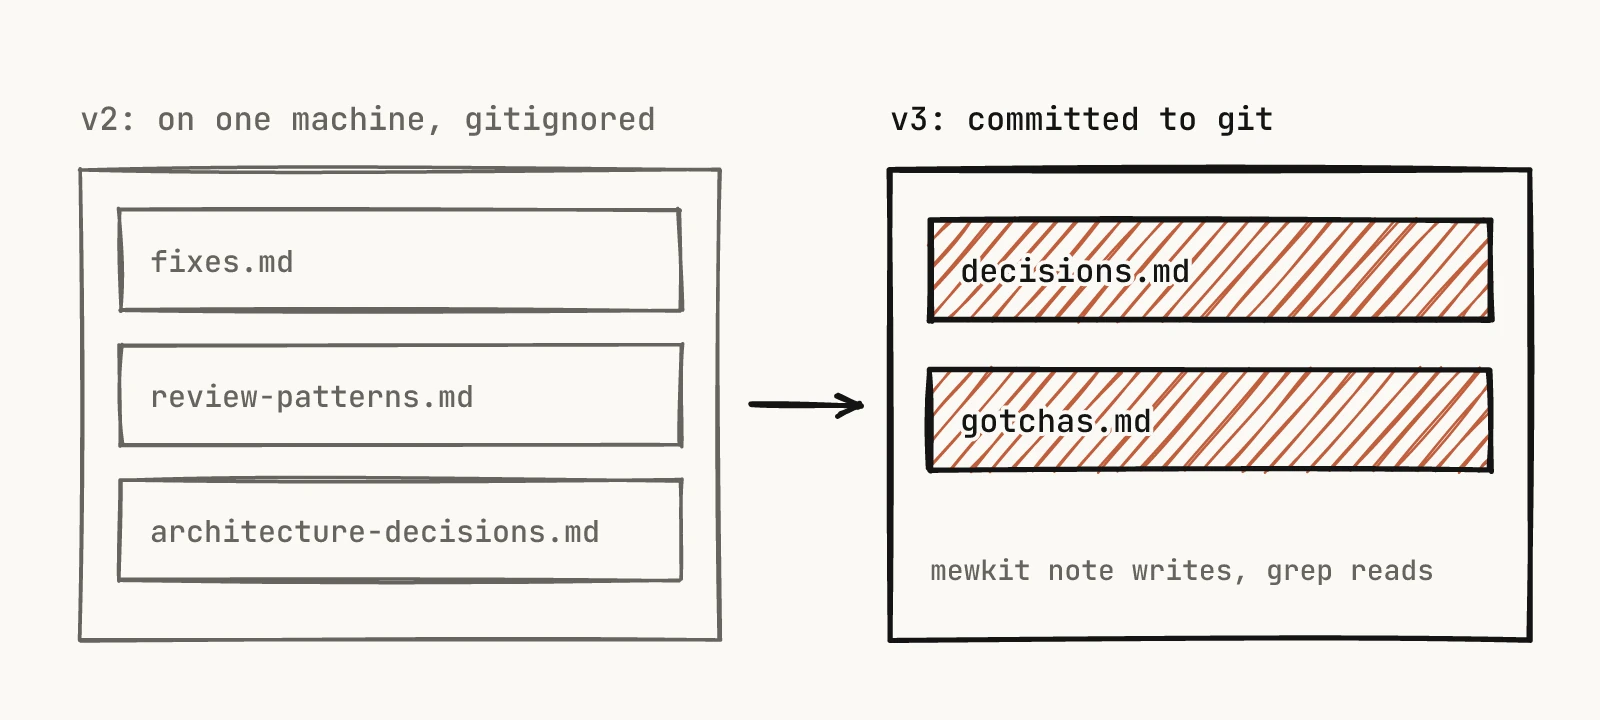 v2: on one machine, gitignored
fixes.md
review-patterns.md
architecture-decisions.md
v3: committed to git
decisions.md
gotchas.md
mewkit note writes, grep reads